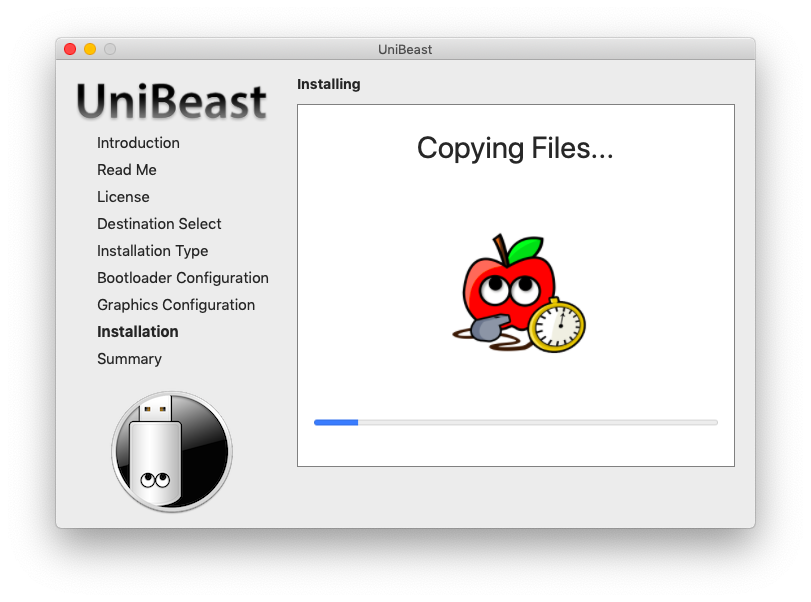 UniBeast
UniBeast
Installing
Introduction
Read Me
License
Destination Select
Installation Type
Bootloader Configuration
Graphics Configuration
Installation
Summary
Copying Files...